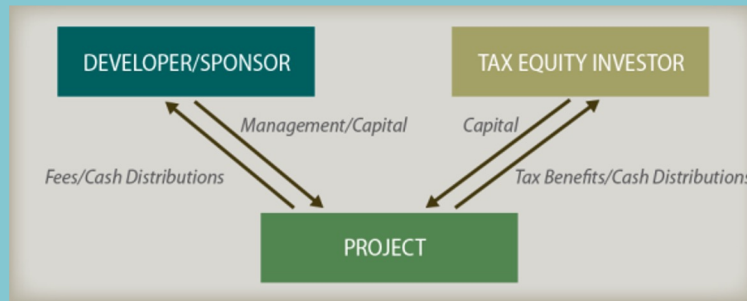 DEVELOPER/SPONSOR
TAX EQUITY INVESTOR
Management/Capital
Capital
Fees/Cash Distributions
Tax Benefits/Cash Distributions
PROJECT